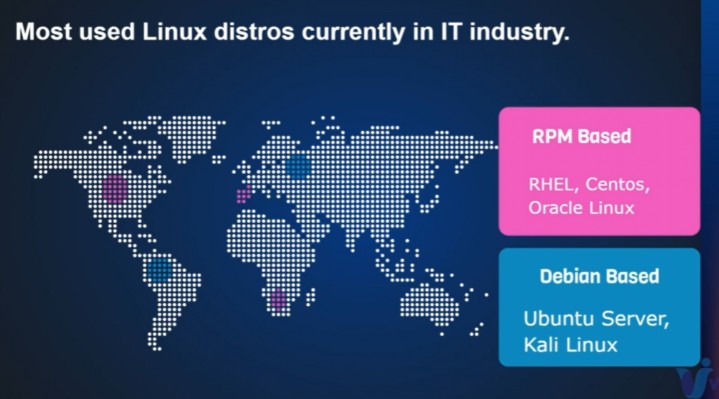 Most used Linux distros currently in IT industry.
RPM Based
RHEL, Centos,
Oracle Linux
Debian Based
Ubuntu Server,
Kali Linux